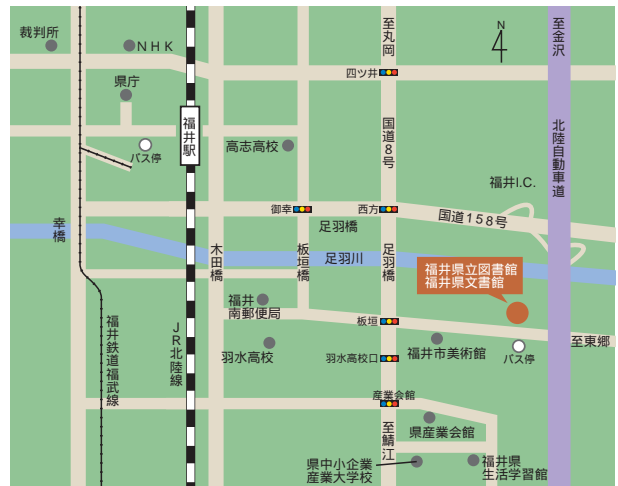 裁判所
NHK
県庁
福井駅
バス停
至丸岡
N
至金沢
四ツ井
国道8号
北陸自動車道
高志高校
福井I.C.
御幸
西方
国道158号
足羽橋
幸橋
木田橋
板垣橋
足羽川
足羽橋
福井県立図書館
福井県文書館
福井
南郵便局
板垣
福井鉄道福武線
JR北陸線
羽水高校
羽水高校口
福井市美術館
バス停
至東郷
産業会館
至鯖江
県産業会館
県中小企業
産業大学校
福井県
生活学習館